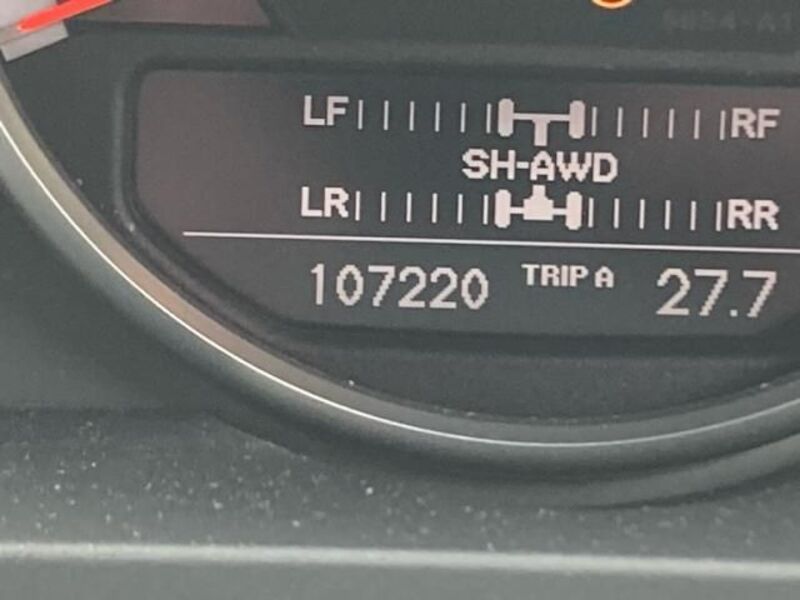 LF RF
SH-AWD
LR RR
107220 TRIP A 27.7